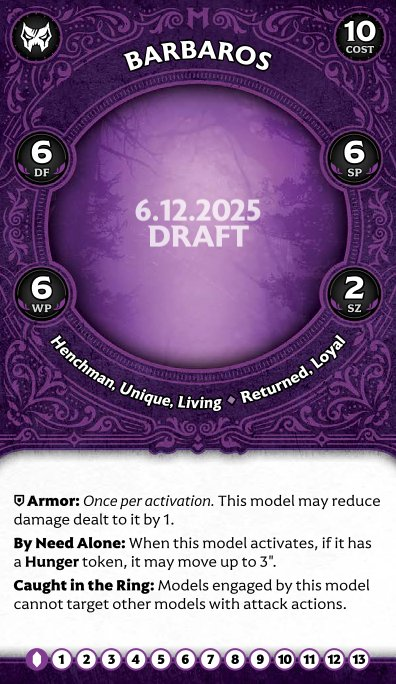 BARBAROS
10
COST
6
DF
6
SP
6.12.2025
DRAFT
6
WP
2
SZ
Henchman, Unique, Living ◆ Returned, Loyal
Armor: Once per activation. This model may reduce
damage dealt to it by 1.
By Need Alone: When this model activates, if it has
a Hunger token, it may move up to 3".
Caught in the Ring: Models engaged by this model
cannot target other models with attack actions.
1 2 3 4 5 6 7 8 9 10 11 12 13